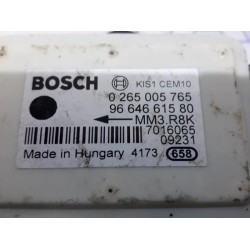 BOSCH KIS1 CEM10
0 265 005 765
96 646 615 80
MM3.R8K
7016065
09231
Made in Hungary 4173 658